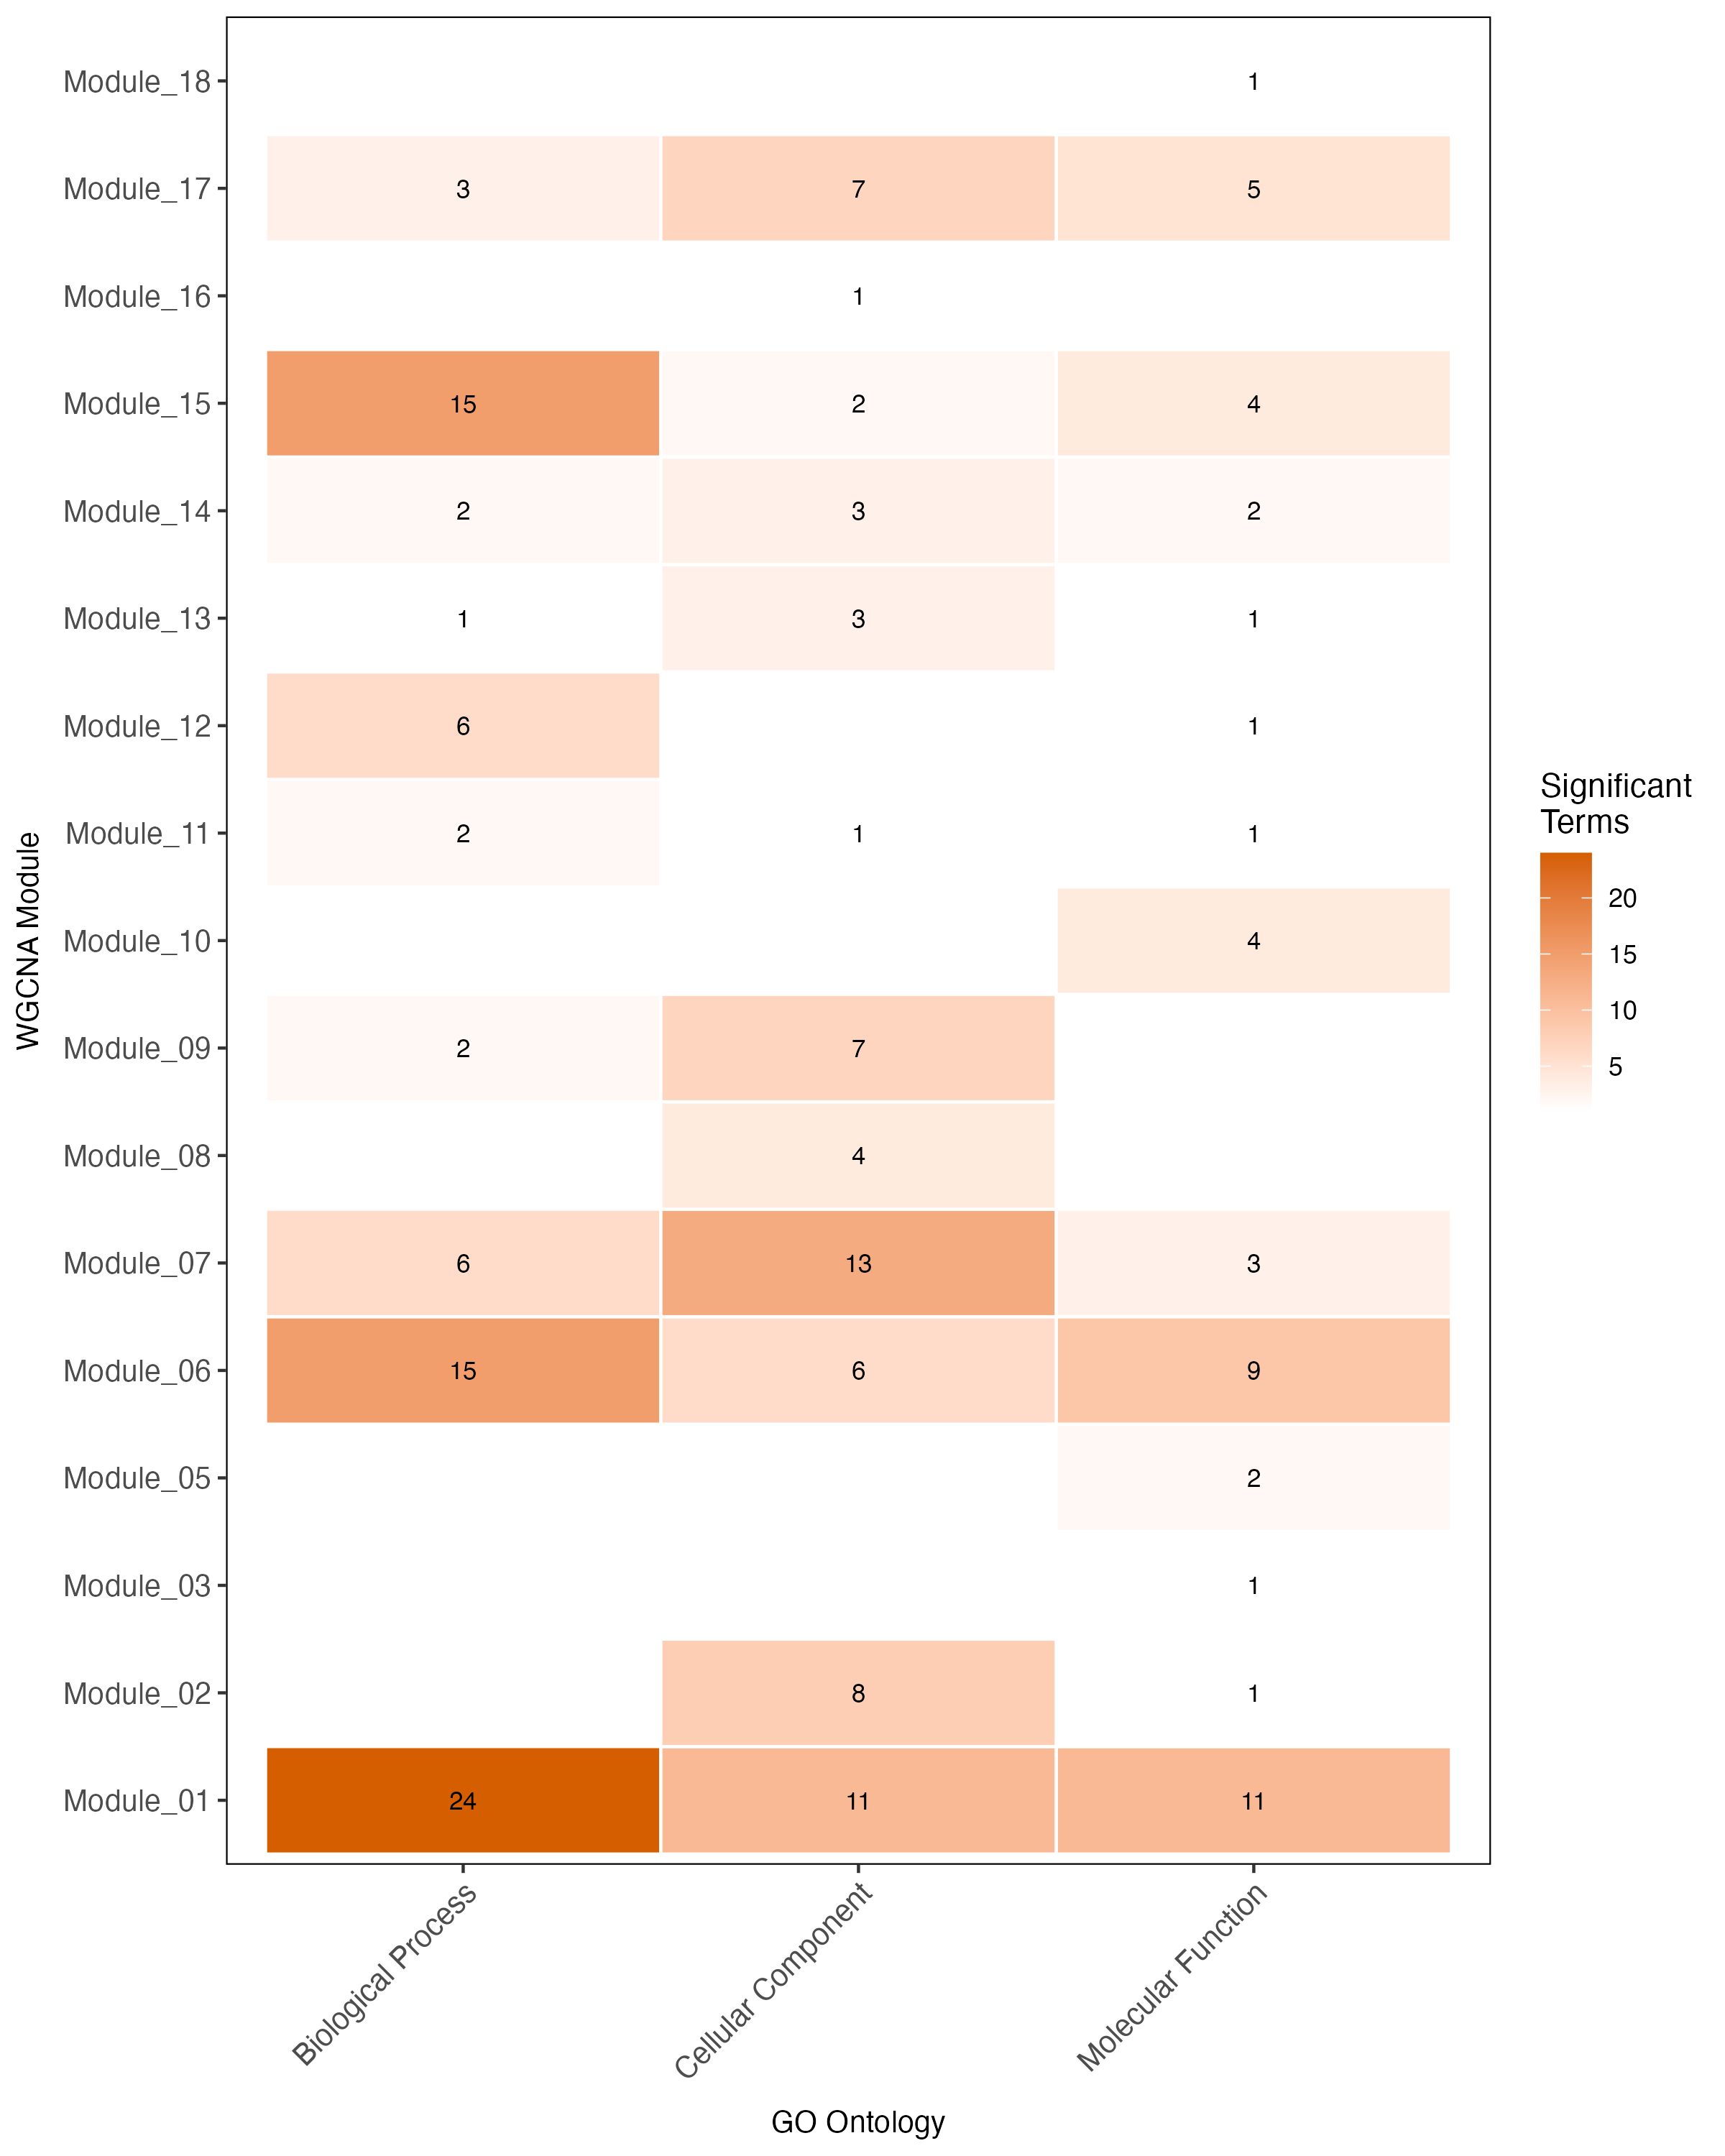 WGCNA Module
Module_18 1
Module_17 3 7 5
Module_16 1
Module_15 15 2 4
Module_14 2 3 2
Module_13 1 3 1
Module_12 6 1
Module_11 2 1 1
Module_10 4
Module_09 2 7
Module_08 4
Module_07 6 13 3
Module_06 15 6 9
Module_05 2
Module_03 1
Module_02 8 1
Module_01 24 11 11
Biological Process
Cellular Component
Molecular Function
GO Ontology
Significant
Terms
20
15
10
5